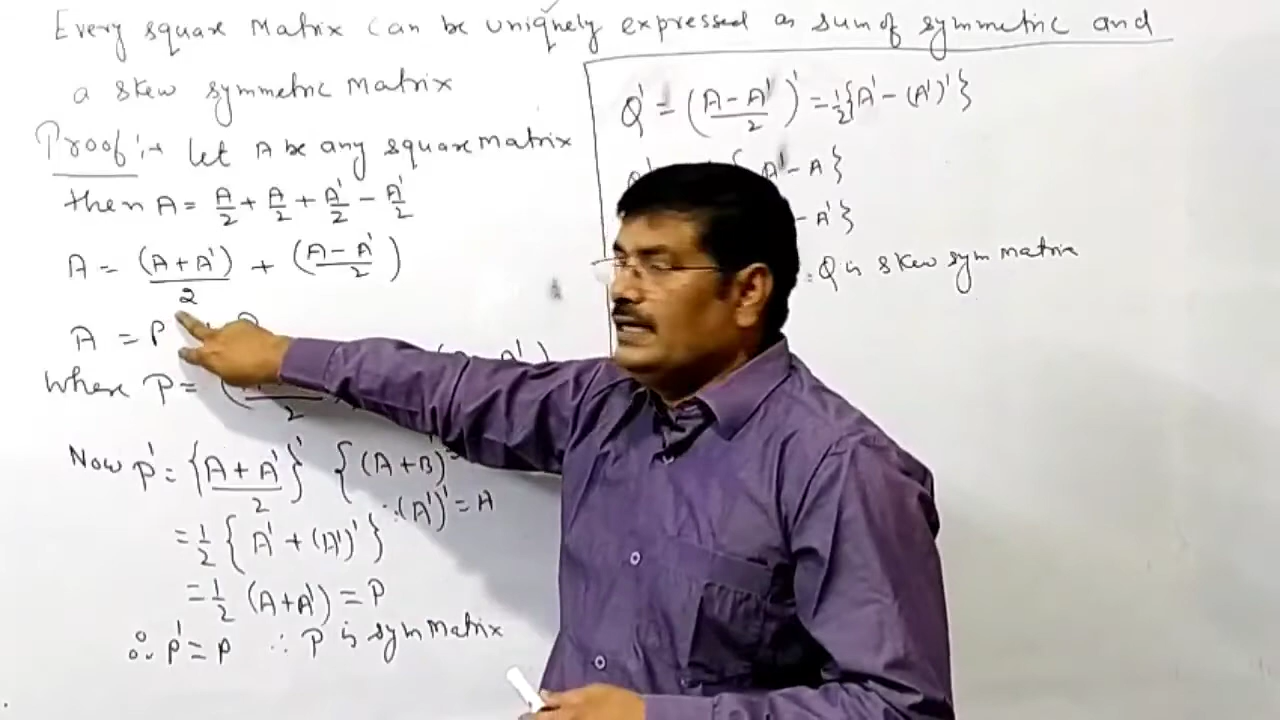 Every square Matrix can be uniquely expressed as sum of symmetric and
a skew symmetric Matrix
Proof :→ let A be any square matrix
then A = A/2 + A/2 + A'/2 - A'/2
A = (A+A')/2 + (A-A'/2)
A = P
where P =
2
A')
Now P' = {A+A'/2}' {(A+B)'=
∴(A')'=A
=1/2 { A' + (A')' }
=1/2 (A+A') = P
∴ P' = P ∴ P is sym Matrix
Q' = (A-A'/2)' = 1/2{A' - (A')'}
A' - A}
- A'}
∴ Q is skew sym matrix